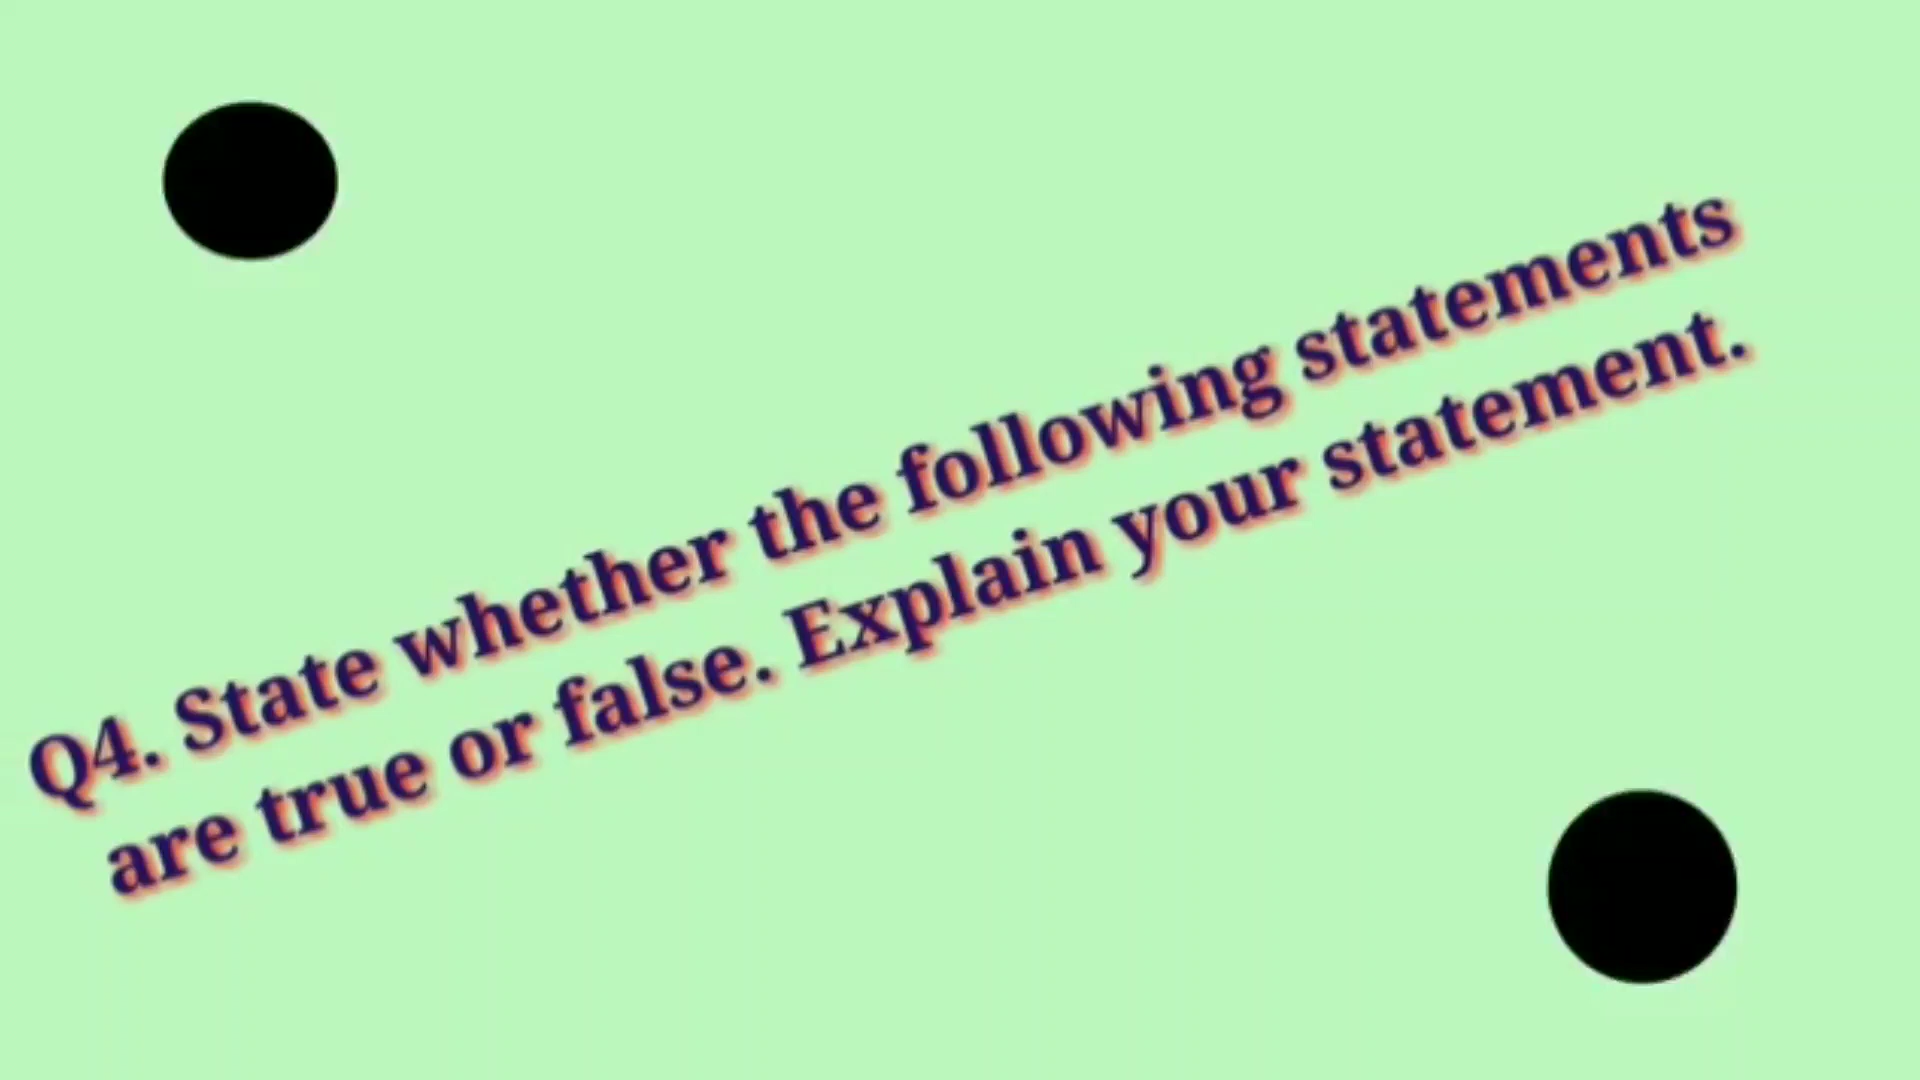 Q4. State whether the following statements
are true or false. Explain your statement.